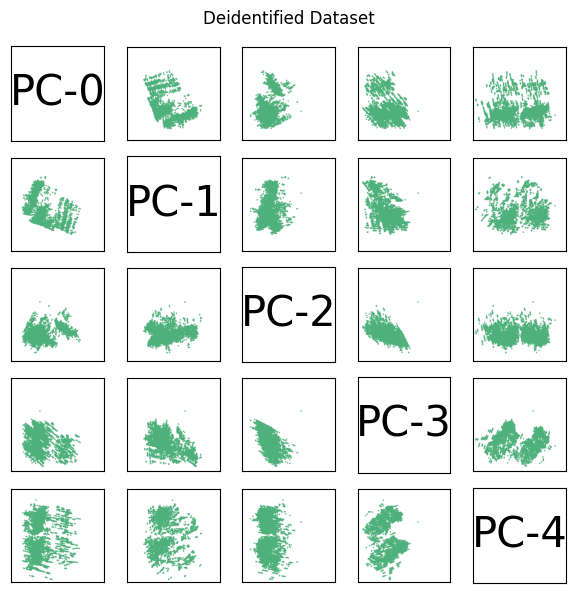 Deidentified Dataset
PC-0
PC-1
PC-2
PC-3
PC-4